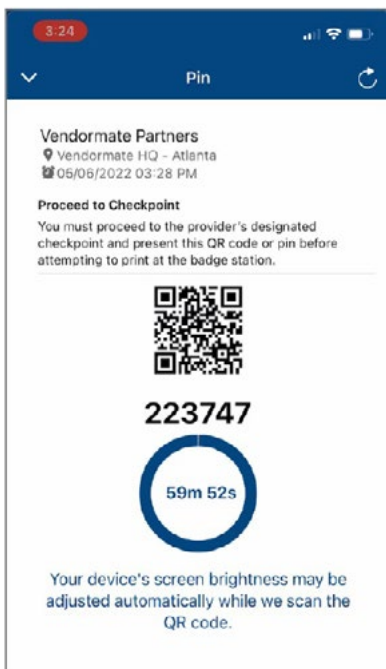 3:24
Pin
Vendormate Partners
Vendormate HQ - Atlanta
06/06/2022 03:28 PM
Proceed to Checkpoint
You must proceed to the provider's designated
checkpoint and present this QR code or pin before
attempting to print at the badge station.
223747
59m 52s
Your device's screen brightness may be
adjusted automatically while we scan the
QR code.